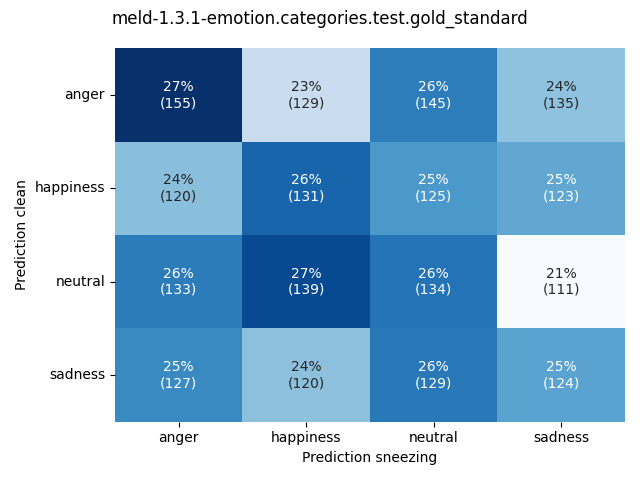 meld-1.3.1-emotion.categories.test.gold_standard
Prediction clean
anger
27% 23% 26% 24%
(155) (129) (145) (135)
happiness
24% 26% 25% 25%
(120) (131) (125) (123)
neutral
26% 27% 26% 21%
(133) (139) (134) (111)
sadness
25% 24% 26% 25%
(127) (120) (129) (124)
anger happiness neutral sadness
Prediction sneezing